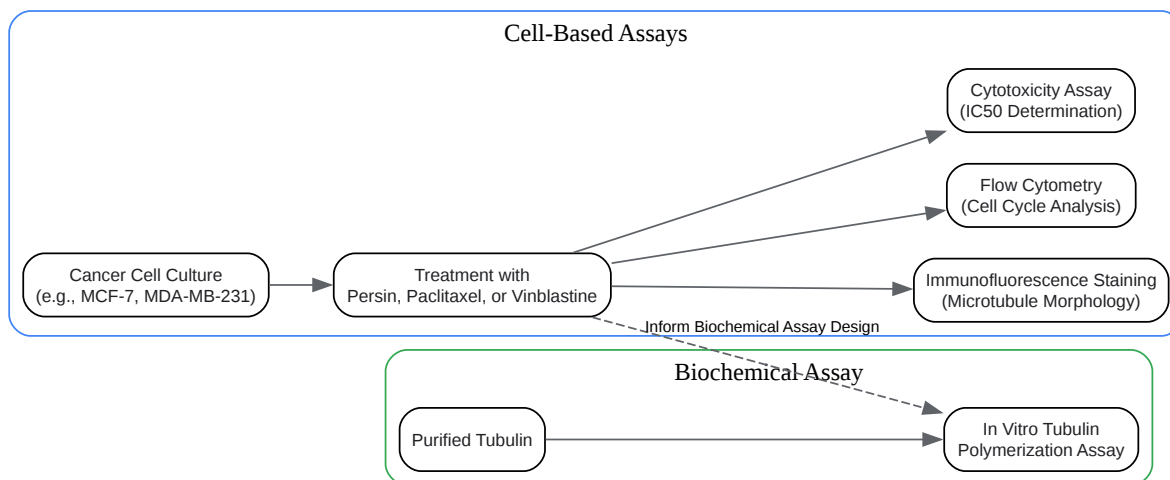 Cell-Based Assays
Cytotoxicity Assay
(IC50 Determination)
Flow Cytometry
(Cell Cycle Analysis)
Cancer Cell Culture
(e.g., MCF-7, MDA-MB-231)
Treatment with
Persin, Paclitaxel, or Vinblastine
Immunofluorescence Staining
(Microtubule Morphology)
Inform Biochemical Assay Design
Biochemical Assay
Purified Tubulin
In Vitro Tubulin
Polymerization Assay